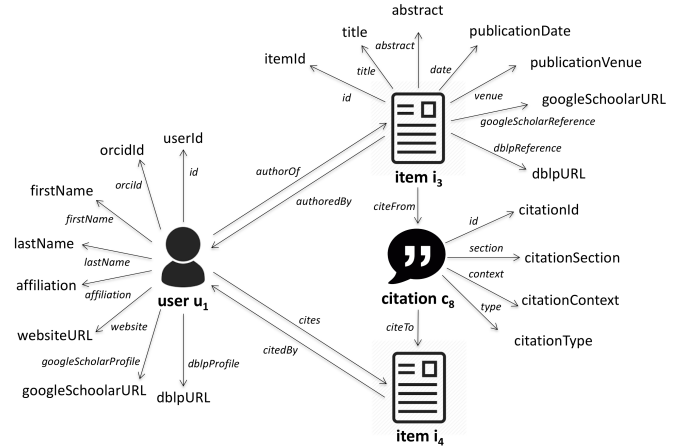 abstract
title
publicationDate
abstract
itemId
title
date
publicationVenue
id
venue
googleSchoolarURL
googleScholarReference
userId
orcidId
dblpReference
id
authorOf
dblpURL
item i3
orciId
firstName
authoredBy
citeFrom
firstName
id
citationId
lastName
lastName
section
citationSection
affiliation
context
affiliation
user u1
citation c8
type
citationContext
website
cites
websiteURL
citeTo
citationType
citedBy
googleScholarProfile
dblpProfile
googleSchoolarURL
dblpURL
item i4